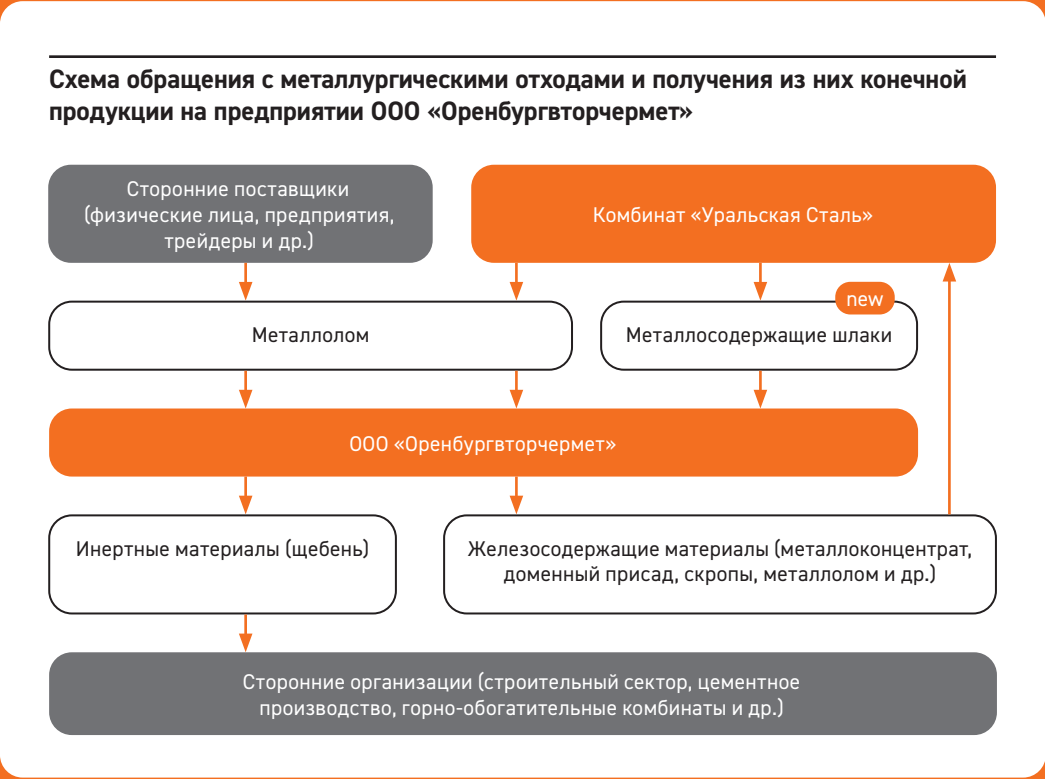 Схема обращения с металлургическими отходами и получения из них конечной
продукции на предприятии ООО «Оренбургвторчермет»
Сторонние поставщики
(физические лица, предприятия,
трейдеры и др.)
Комбинат «Уральская Сталь»
new
Металлолом
Металлосодержащие шлаки
ООО «Оренбургвторчермет»
Инертные материалы (щебень)
Железосодержащие материалы (металлоконцентрат,
доменный присад, скропы, металлолом и др.)
Сторонние организации (строительный сектор, цементное
производство, горно-обогатительные комбинаты и др.)